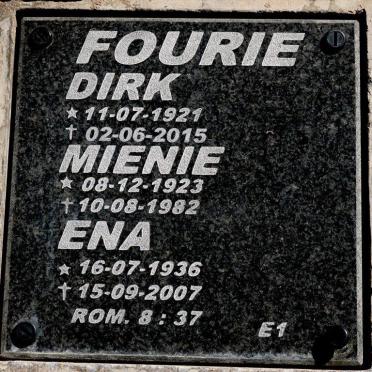 FOURIE
DIRK
★ 11-07-1921
† 02-06-2015
MIENIE
★ 08-12-1923
† 10-08-1982
ENA
★ 16-07-1936
† 15-09-2007
ROM. 8 : 37
E1